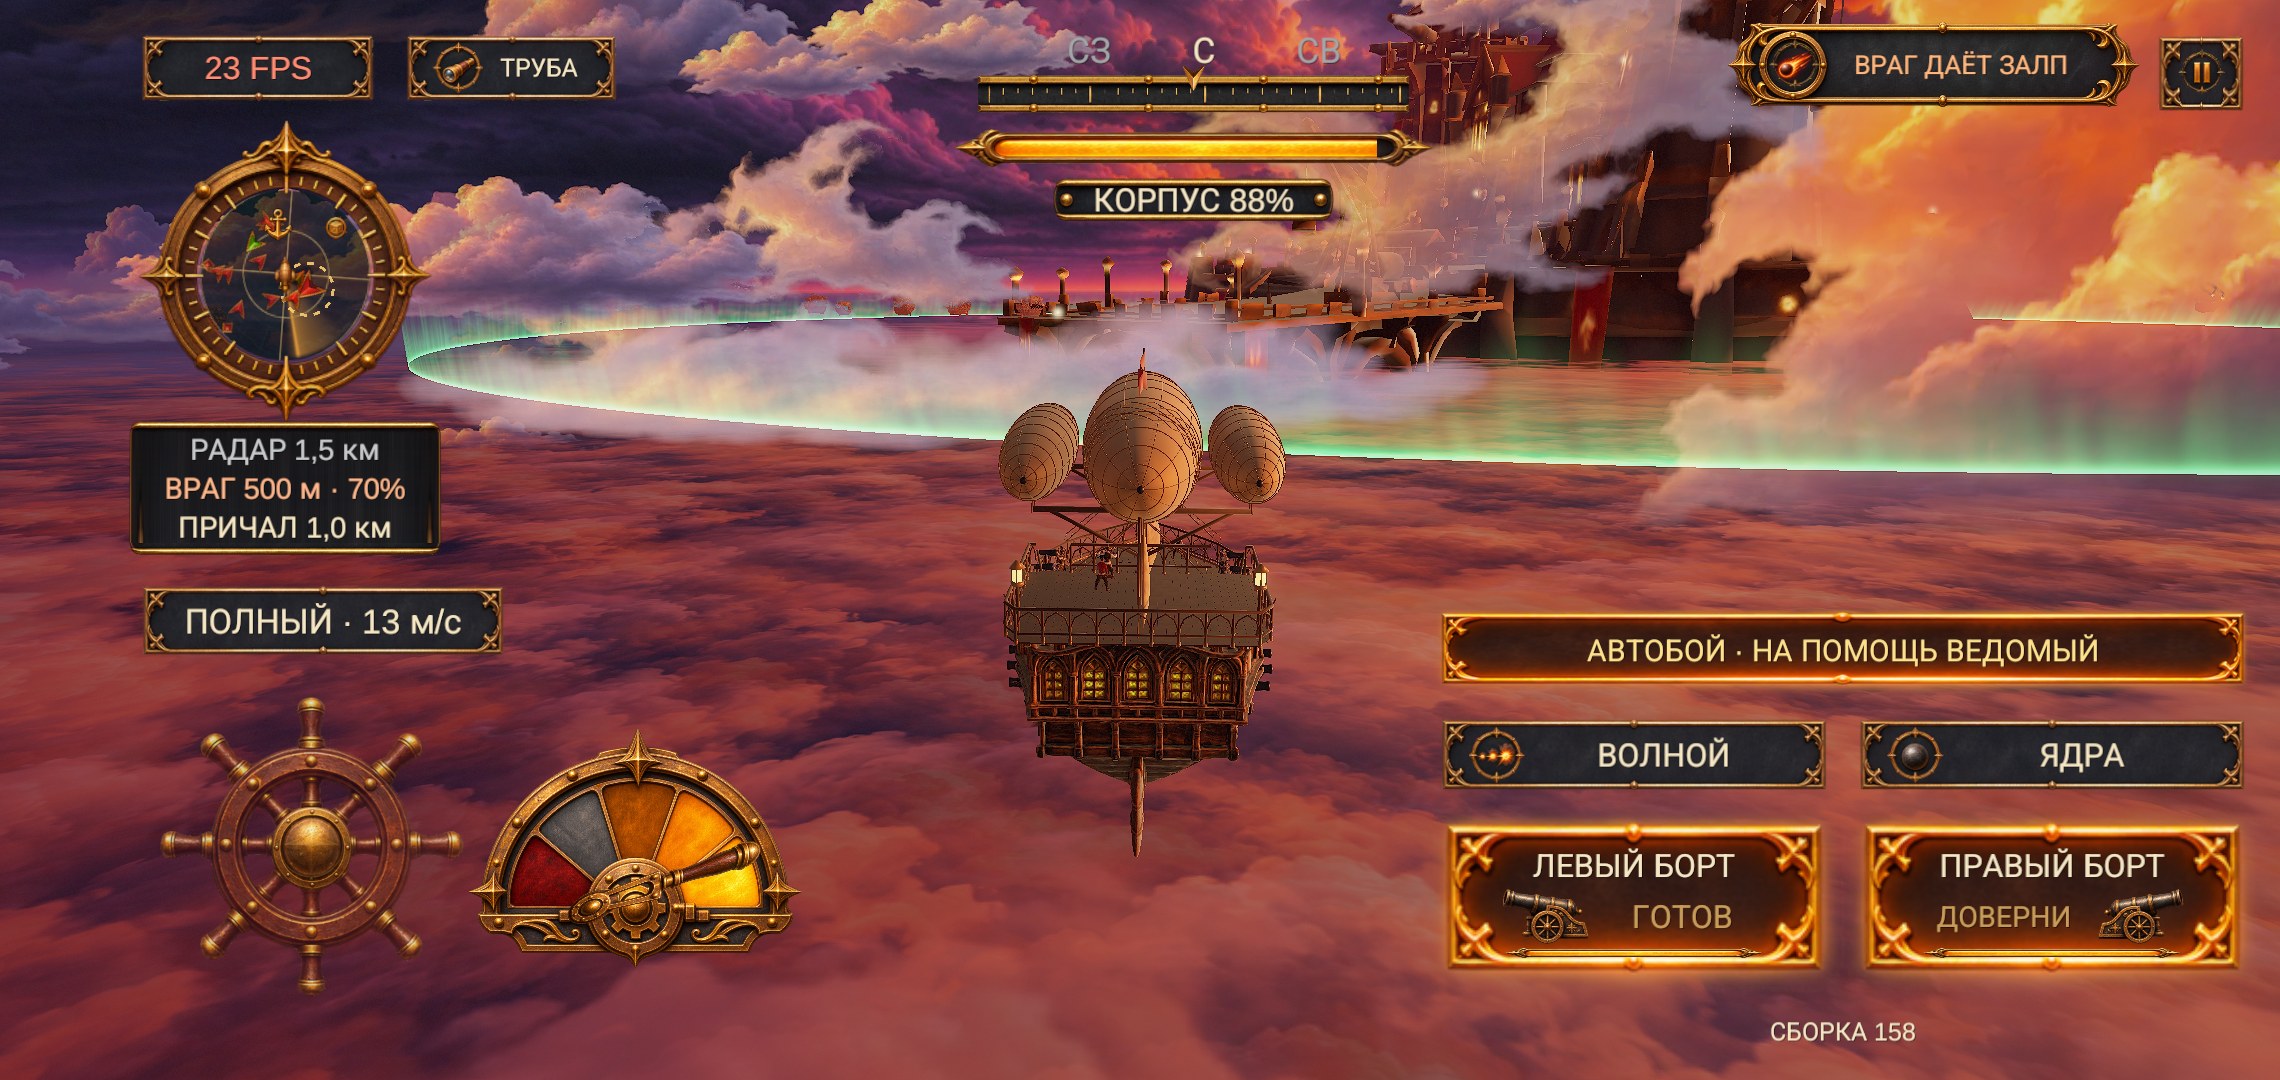 23 FPS
ТРУБА
СЗ С СВ
КОРПУС 88%
ВРАГ ДАЁТ ЗАЛП
РАДАР 1,5 км
ВРАГ 500 м · 70%
ПРИЧАЛ 1,0 км
ПОЛНЫЙ · 13 м/с
АВТОБОЙ · НА ПОМОЩЬ ВЕДОМЫЙ
ВОЛНОЙ
ЯДРА
ЛЕВЫЙ БОРТ
ГОТОВ
ПРАВЫЙ БОРТ
ДОВЕРНИ
СБОРКА 158